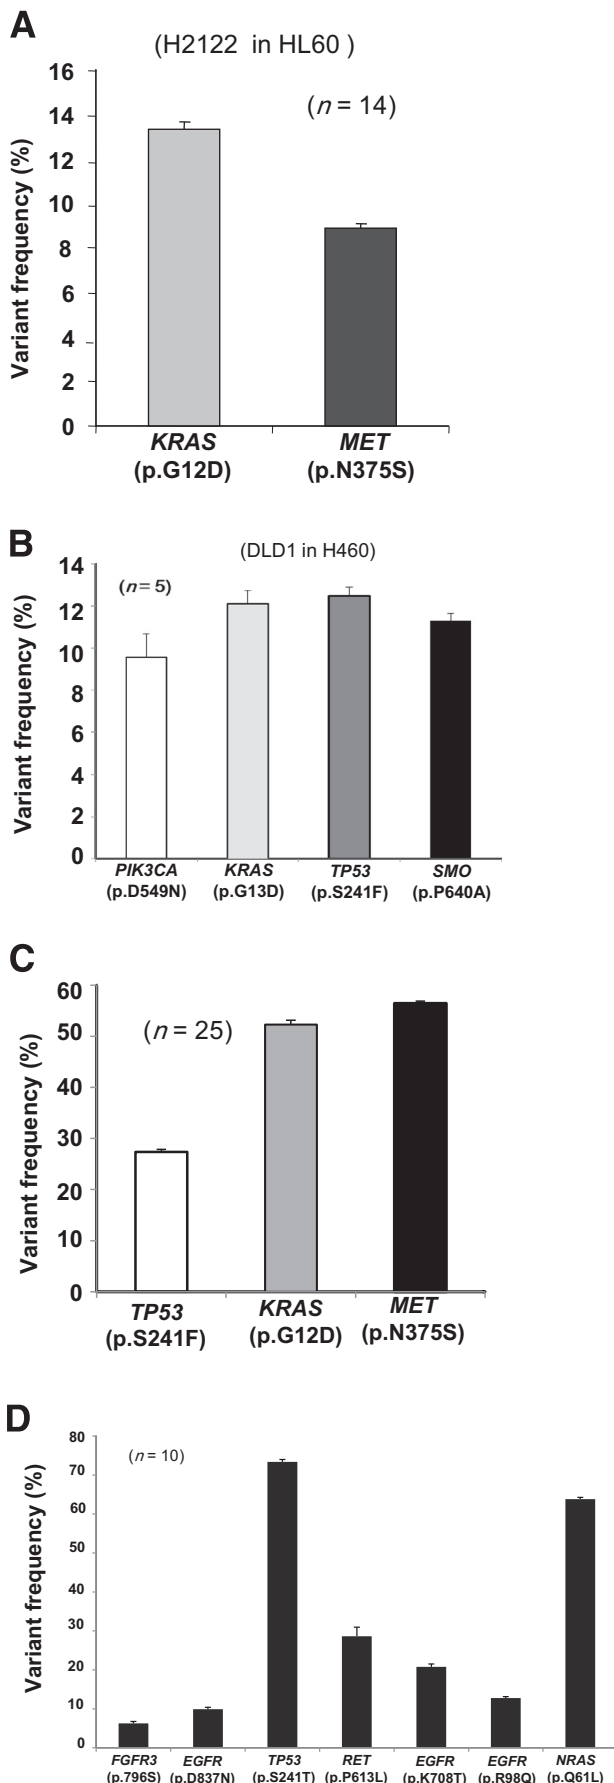 A
(H2122 in HL60 )
(n = 14)
Variant frequency (%)
16
14
12
10
8
6
4
2
0
KRAS MET
(p.G12D) (p.N375S)
B
(DLD1 in H460)
(n= 5)
Variant frequency (%)
14
12
10
8
6
4
2
0
PIK3CA KRAS TP53 SMO
(p.D549N) (p.G13D) (p.S241F) (p.P640A)
C
(n = 25)
Variant frequency (%)
60
50
40
30
20
10
0
TP53 KRAS MET
(p.S241F) (p.G12D) (p.N375S)
D
(n = 10)
Variant frequency (%)
80
70
60
50
40
30
20
10
0
FGFR3 EGFR TP53 RET EGFR EGFR NRAS
(p.796S) (p.D837N) (p.S241T) (p.P613L) (p.K708T) (p.R98Q) (p.Q61L)